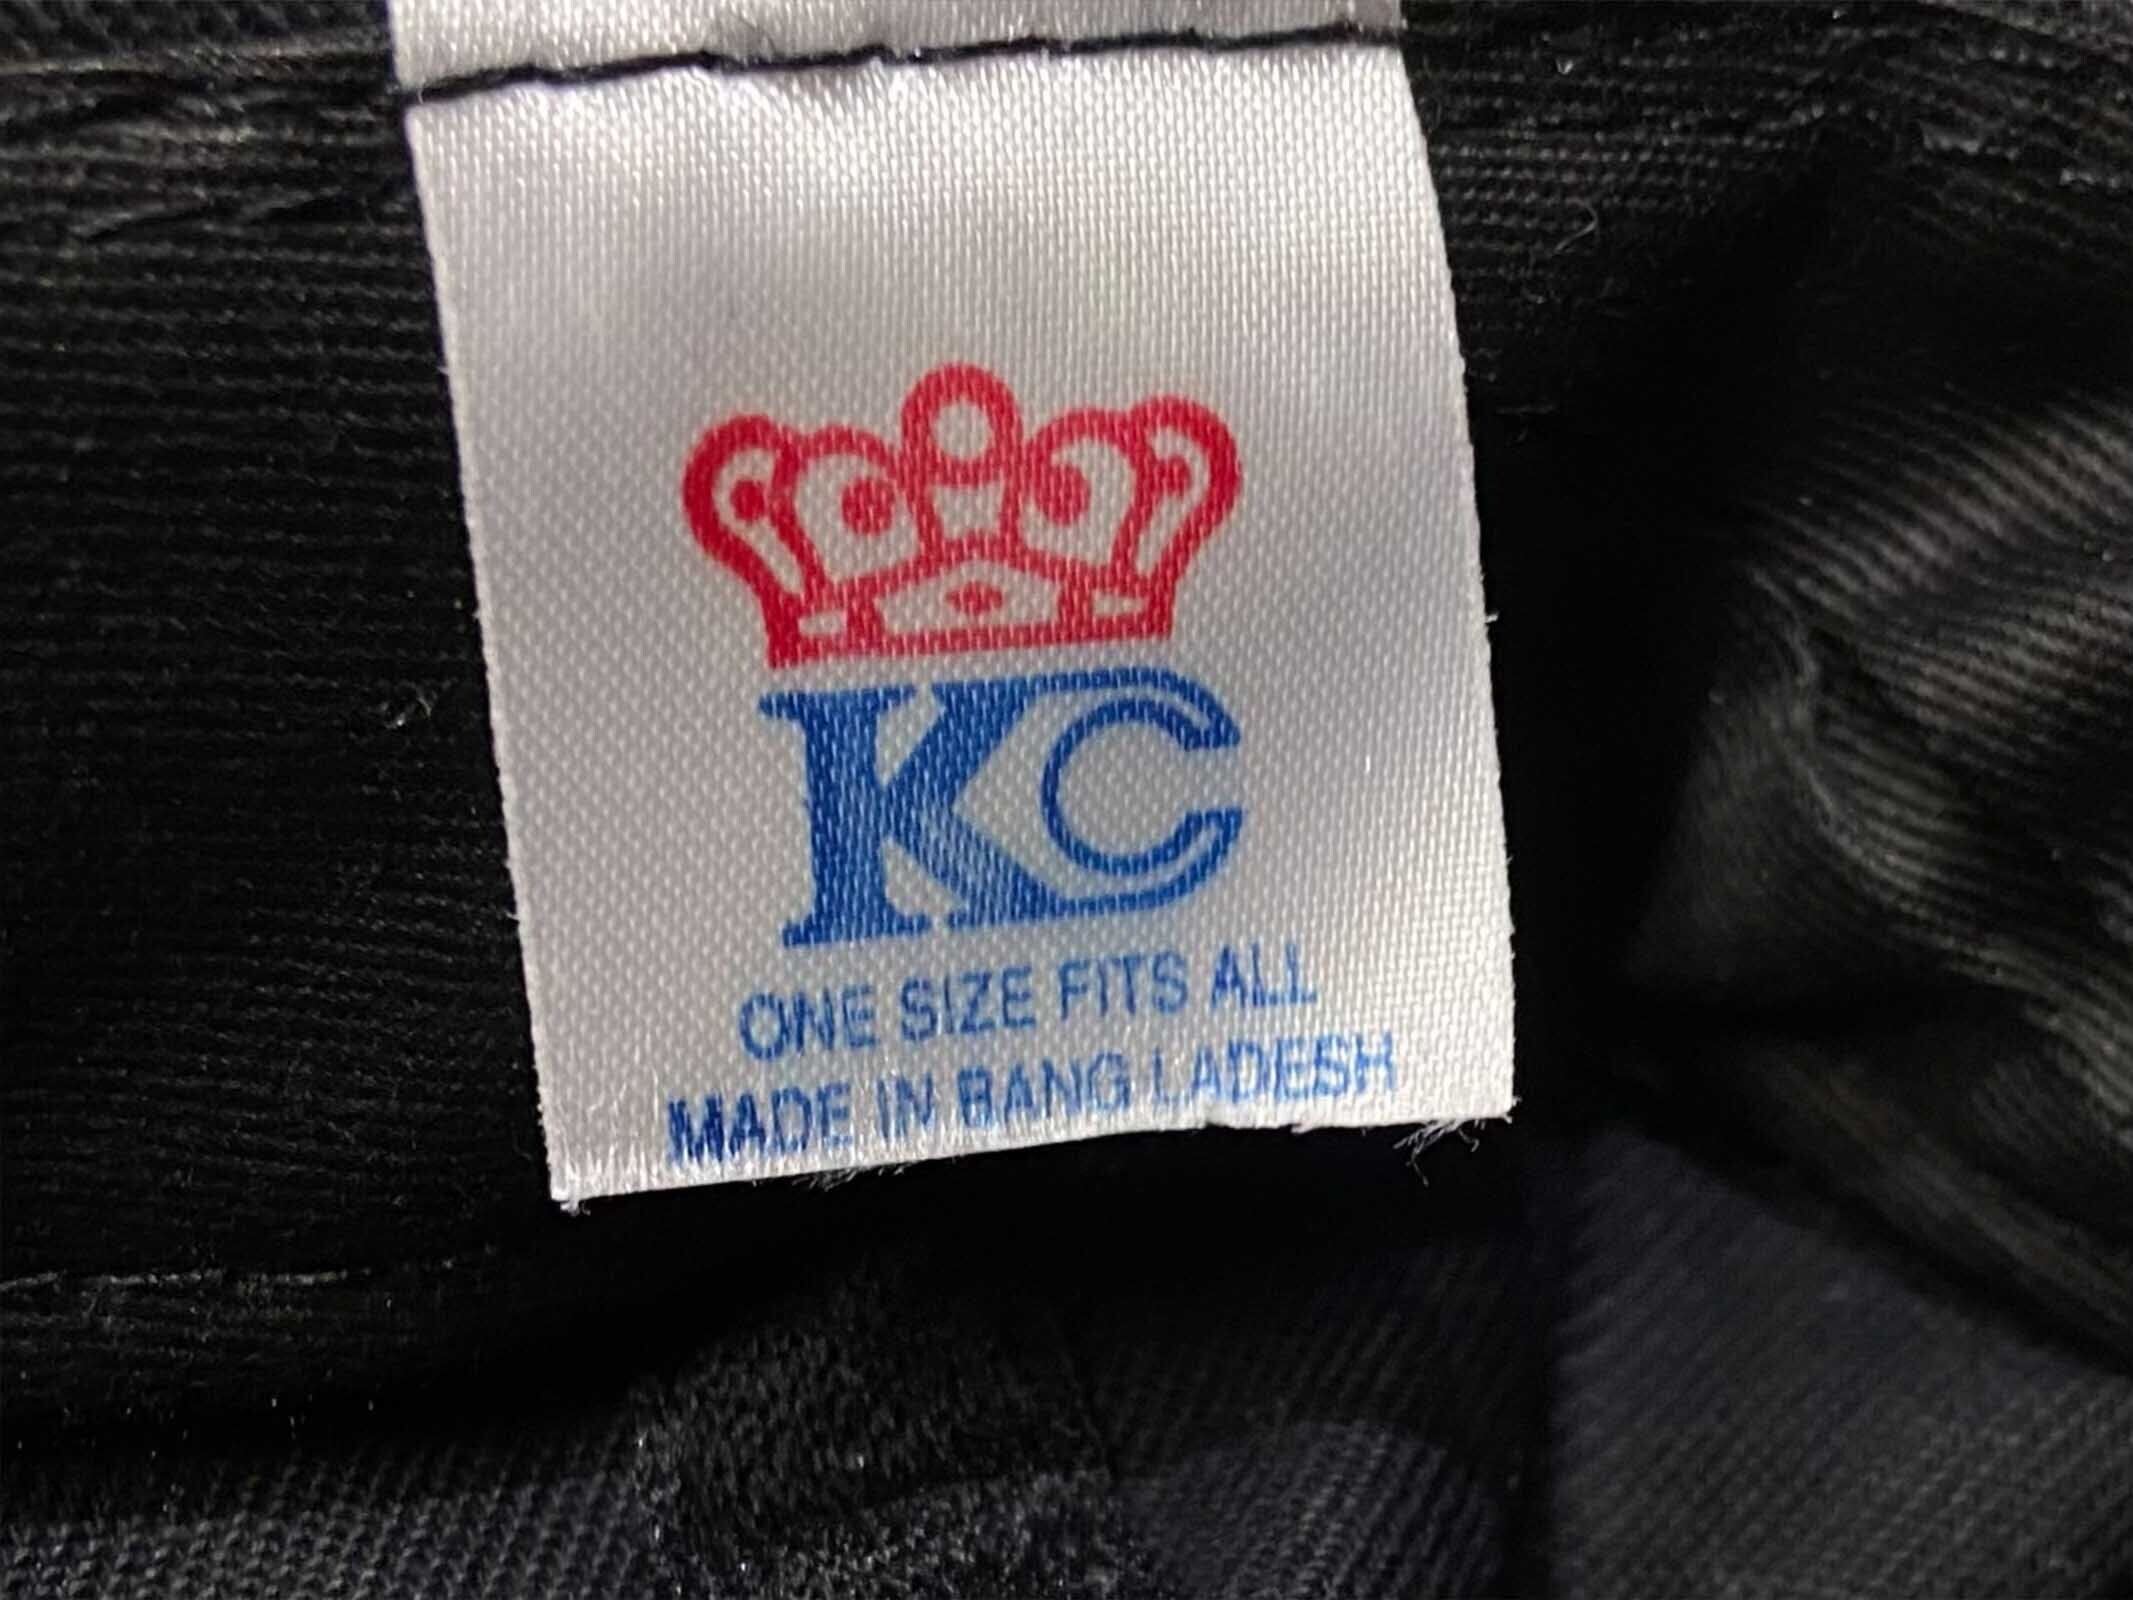 KC
ONE SIZE FITS ALL
MADE IN BANG LADESH